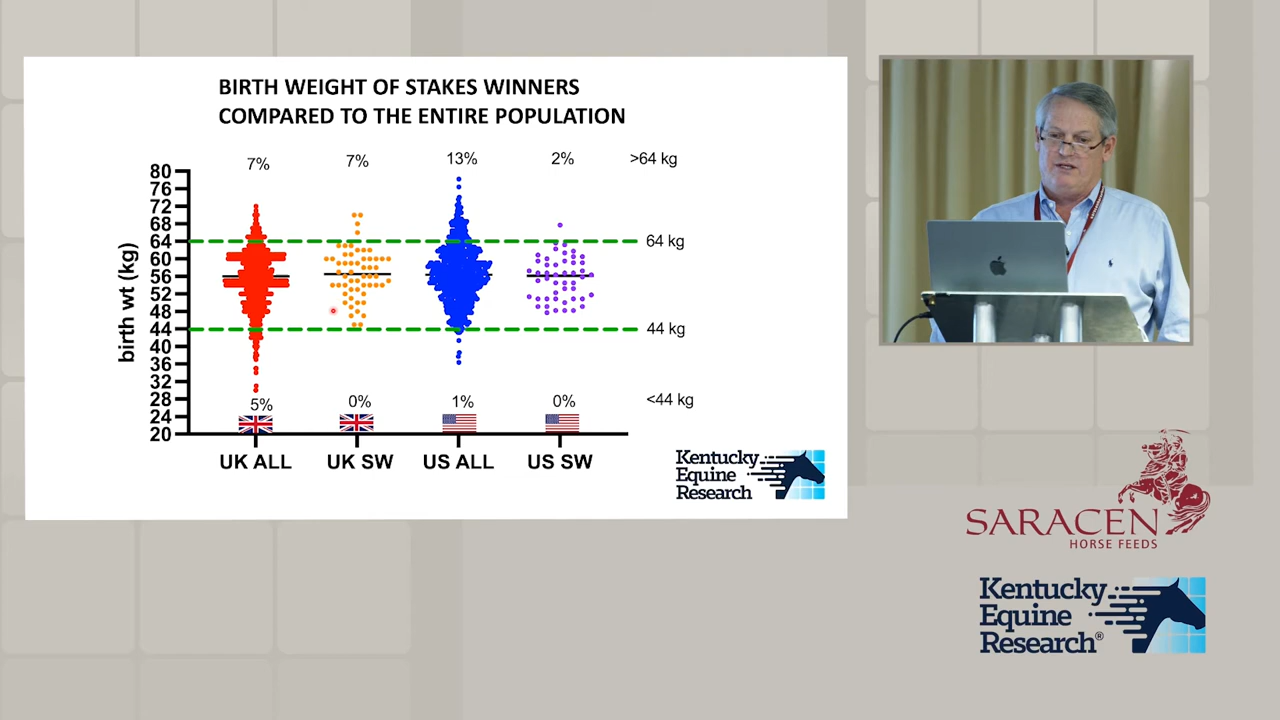 BIRTH WEIGHT OF STAKES WINNERS
COMPARED TO THE ENTIRE POPULATION
7% 7% 13% 2% >64 kg
birth wt (kg)
80
76
72
68
64
60
56
52
48
44
40
36
32
28
24
20
64 kg
44 kg
5% 0% 1% 0% <44 kg
UK ALL UK SW US ALL US SW
Kentucky
Equine
Research
SARACEN
HORSE FEEDS
Kentucky
Equine
Research®